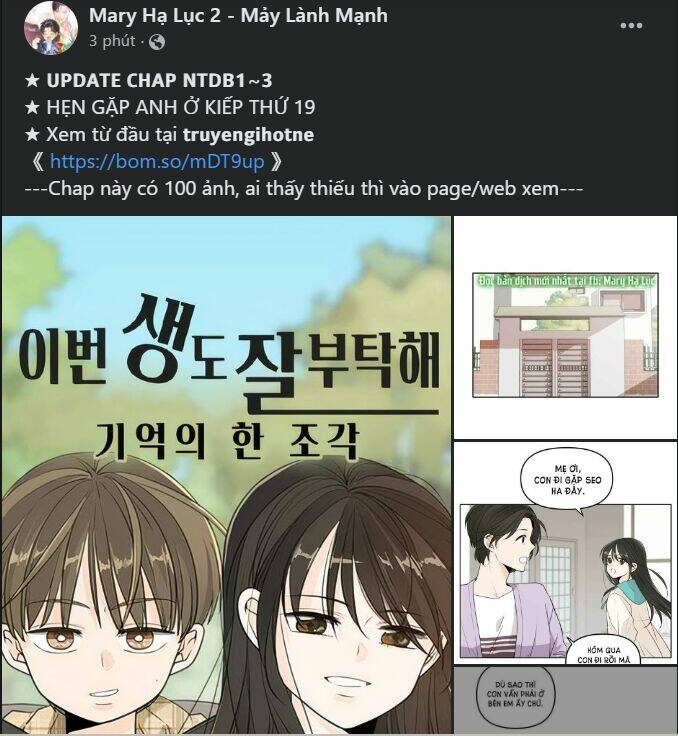 Mary Hạ Lục 2 - Mảy Lành Mạnh
3 phút ·
★ UPDATE CHAP NTDB1~3
★ HẸN GẶP ANH Ở KIẾP THỨ 19
★ Xem từ đầu tại truyengihotne
《 https://bom.so/mDT9up 》
---Chap này có 100 ảnh, ai thấy thiếu thì vào page/web xem---
이번 생도 잘 부탁해
기억의 한 조각
Đọc bản dịch mới nhất tại fb: Mary Hạ Lục
MẸ ƠI,
CON ĐI GẶP SEO
HA ĐÂY.
HÔM QUA
CON ĐI RỒI MÀ
DÙ SAO THÌ
CON VẪN PHẢI Ở
BÊN EM ẤY CHỨ.